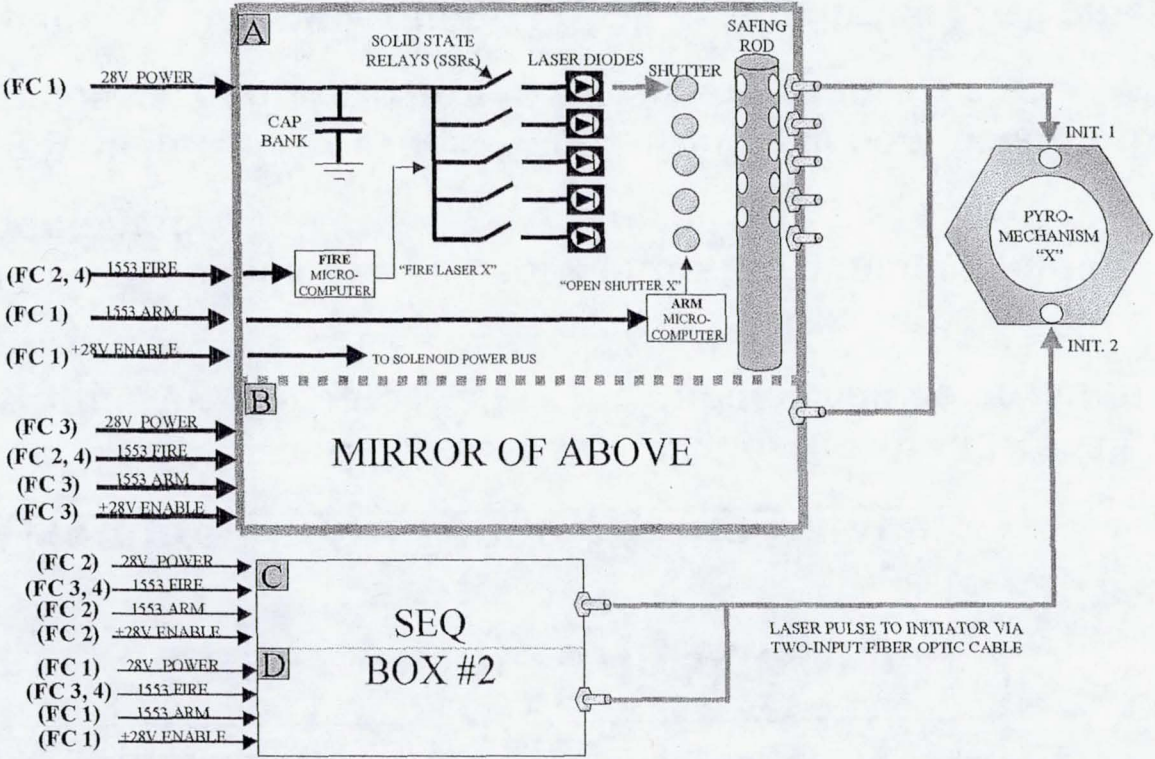 A
SOLID STATE
RELAYS (SSRs)
LASER DIODES
SHUTTER
SAFING
ROD
(FC 1) 28V POWER
CAP
BANK
INIT. 1
PYRO-
MECHANISM
“X”
INIT. 2
(FC 2, 4) 1553 FIRE
FIRE
MICRO-
COMPUTER
“FIRE LASER X”
“OPEN SHUTTER X”
(FC 1) 1553 ARM
ARM
MICRO-
COMPUTER
(FC 1) +28V ENABLE
TO SOLENOID POWER BUS
B
MIRROR OF ABOVE
(FC 3) 28V POWER
(FC 2, 4) 1553 FIRE
(FC 3) 1553 ARM
(FC 3) +28V ENABLE
C
(FC 2) 28V POWER
(FC 3, 4) 1553 FIRE
(FC 2) 1553 ARM
(FC 2) +28V ENABLE
SEQ
BOX #2
D
(FC 1) 28V POWER
(FC 3, 4) 1553 FIRE
(FC 1) 1553 ARM
(FC 1) +28V ENABLE
LASER PULSE TO INITIATOR VIA
TWO-INPUT FIBER OPTIC CABLE